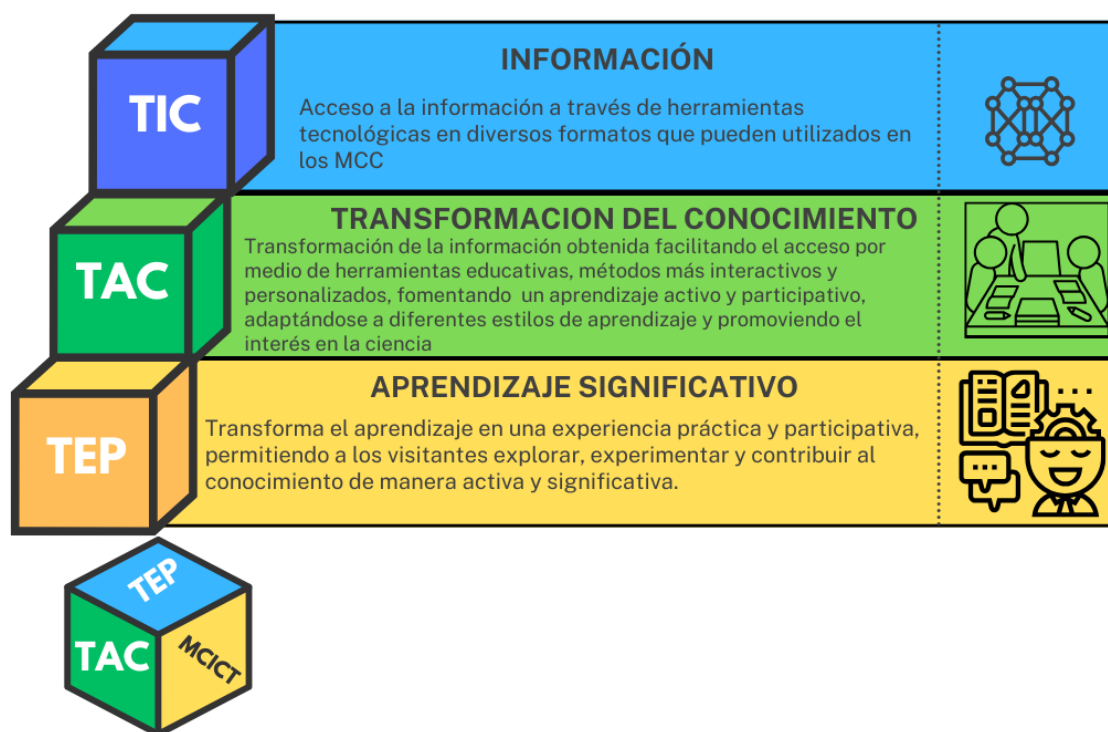 TIC
INFORMACIÓN
Acceso a la información a través de herramientas
tecnológicas en diversos formatos que pueden utilizados en
los MCC
TAC
TRANSFORMACION DEL CONOCIMIENTO
Transformación de la información obtenida facilitando el acceso por
medio de herramientas educativas, métodos más interactivos y
personalizados, fomentando  un aprendizaje activo y participativo,
adaptándose a diferentes estilos de aprendizaje y promoviendo el
interés en la ciencia
TEP
APRENDIZAJE SIGNIFICATIVO
Transforma el aprendizaje en una experiencia práctica y participativa,
permitiendo a los visitantes explorar, experimentar y contribuir al
conocimiento de manera activa y significativa.
TEP
TAC
MCICT